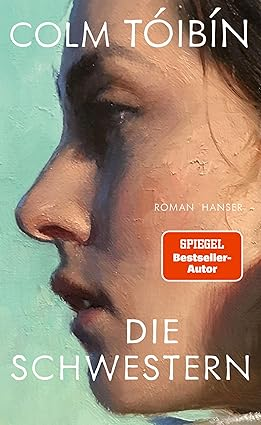 COLM TÓIBÍN
ROMAN HANSER
SPIEGEL
Bestseller-
Autor
DIE
SCHWESTERN